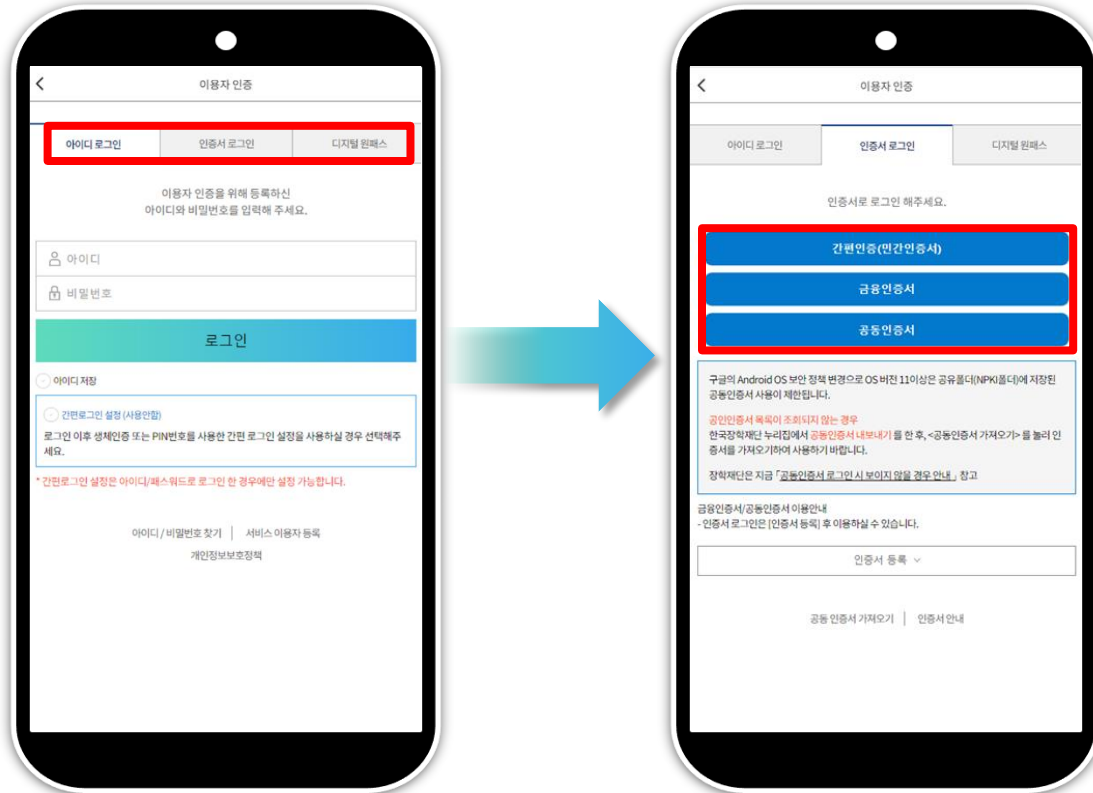 이용자 인증
아이디 로그인
인증서 로그인
디지털 원패스
이용자 인증을 위해 등록하신
아이디와 비밀번호를 입력해 주세요.
아이디
비밀번호
로그인
아이디 저장
간편로그인 설정 (사용안함)
로그인 이후 생체인증 또는 PIN번호를 사용한 간편 로그인 설정을 사용하실 경우 선택해주
세요.
* 간편로그인 설정은 아이디/패스워드로 로그인 한 경우에만 설정 가능합니다.
아이디 / 비밀번호 찾기 | 서비스 이용자 등록
개인정보보호정책
이용자 인증
아이디 로그인
인증서 로그인
디지털 원패스
인증서로 로그인 해주세요.
간편인증(민간인증서)
금융인증서
공동인증서
구글의 Android OS 보안 정책 변경으로 OS 버전 11이상은 공유폴더(NPKI폴더)에 저장된
공동인증서 사용이 제한됩니다.
공인인증서 목록이 조회되지 않는 경우
한국장학재단 누리집에서 공동인증서 내보내기 를 한 후, <공동인증서 가져오기> 를 눌러 인
증서를 가져오기하여 사용하기 바랍니다.
장학재단은 지금 「공동인증서 로그인 시 보이지 않을 경우 안내」 참고
금융인증서/공동인증서 이용안내
- 인증서 로그인은 [인증서 등록] 후 이용하실 수 있습니다.
인증서 등록
공동 인증서 가져오기 | 인증서 안내